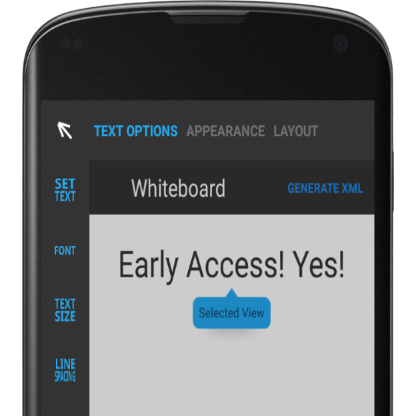 TEXT OPTIONS APPEARANCE LAYOUT
Whiteboard GENERATE XML
SET
TEXT
FONT
TEXT
SIZE
LINE
SPACING
Early Access! Yes!
Selected View